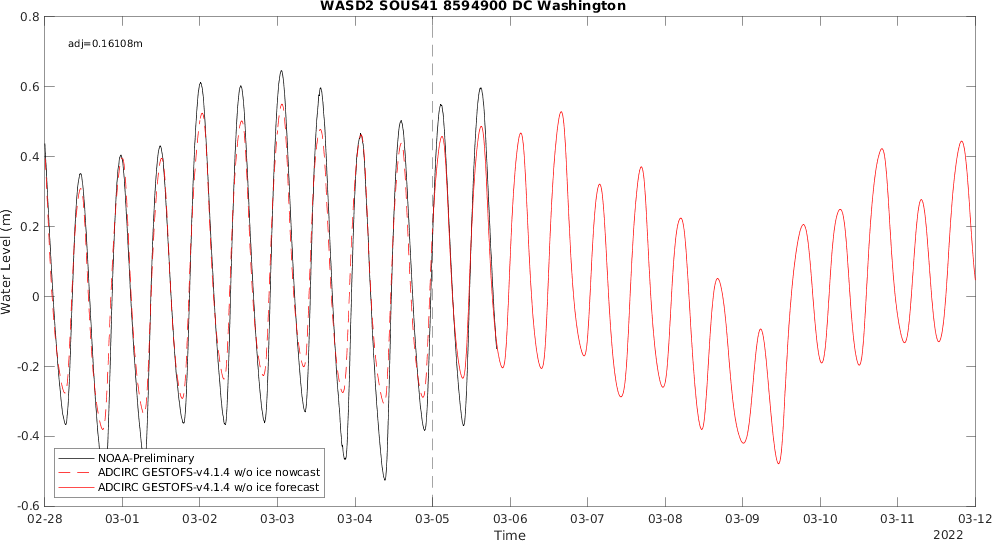 WASD2 SOUS41 8594900 DC Washington
adj=0.16108m
0.8
0.6
0.4
0.2
0
-0.2
-0.4
-0.6
Water Level (m)
NOAA-Preliminary
ADCIRC GESTOFS-v4.1.4 w/o ice nowcast
ADCIRC GESTOFS-v4.1.4 w/o ice forecast
02-28 03-01 03-02 03-03 03-04 03-05 03-06 03-07 03-08 03-09 03-10 03-11 03-12
Time
2022